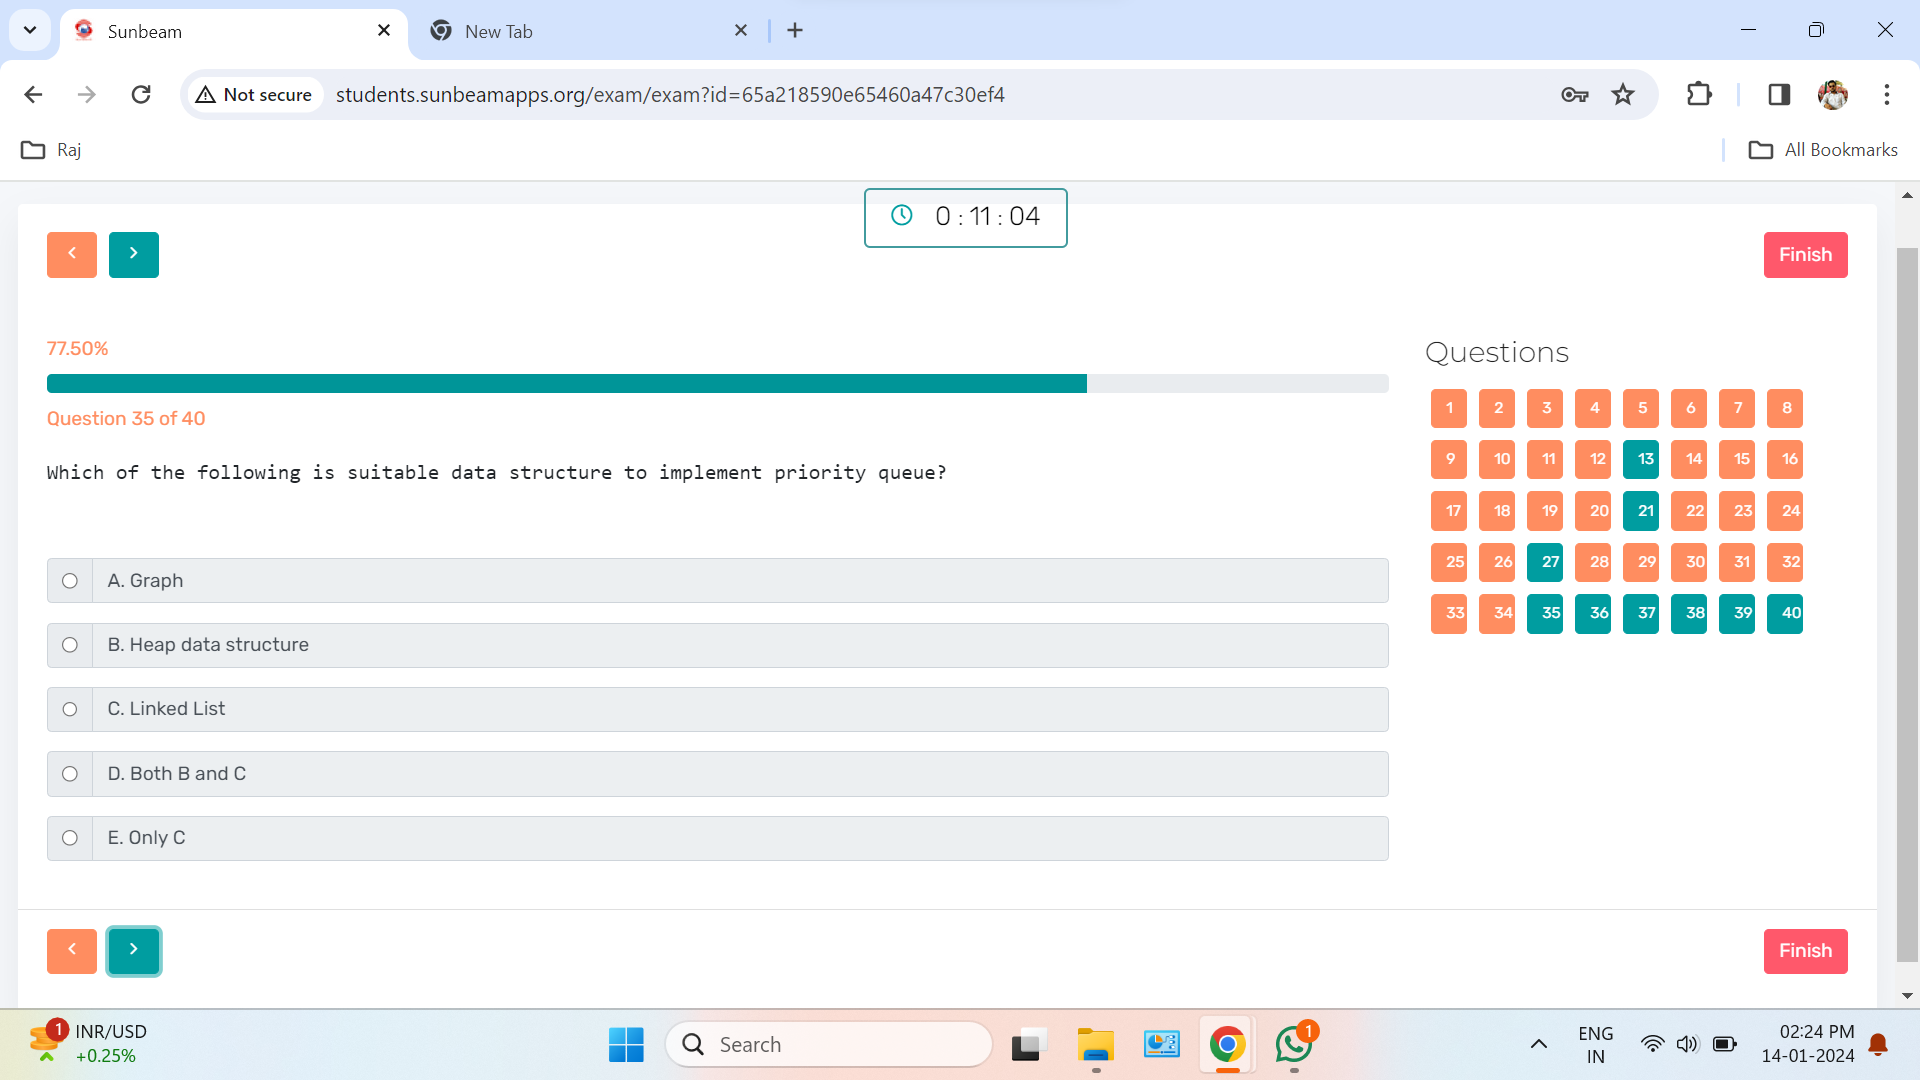 Sunbeam
New Tab
Not secure
students.sunbeamapps.org/exam/exam?id=65a218590e65460a47c30ef4
Raj
All Bookmarks
0 : 11 : 04
Finish
77.50%
Question 35 of 40
Which of the following is suitable data structure to implement priority queue?
A. Graph
B. Heap data structure
C. Linked List
D. Both B and C
E. Only C
Questions
1 2 3 4 5 6 7 8
9 10 11 12 13 14 15 16
17 18 19 20 21 22 23 24
25 26 27 28 29 30 31 32
33 34 35 36 37 38 39 40
Finish
1
INR/USD
+0.25%
Search
1
ENG
IN
02:24 PM
14-01-2024